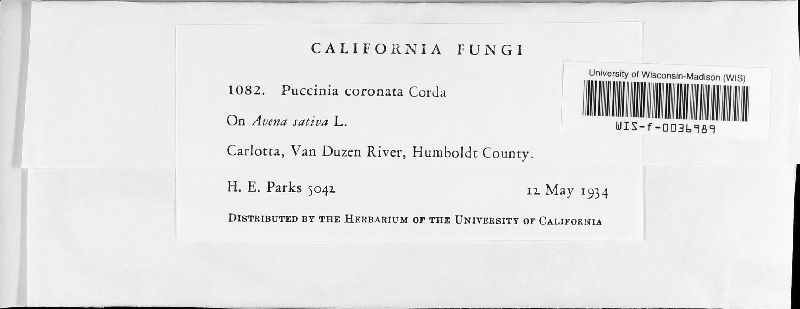 CALIFORNIA FUNGI
1082. Puccinia coronata Corda
On Avena sativa L.
Carlotta, Van Duzen River, Humboldt County.
H. E. Parks 5042 12 May 1934
DISTRIBUTED BY THE HERBARIUM OF THE UNIVERSITY OF CALIFORNIA
University of Wisconsin-Madison (WIS)
WIS-f-0036989